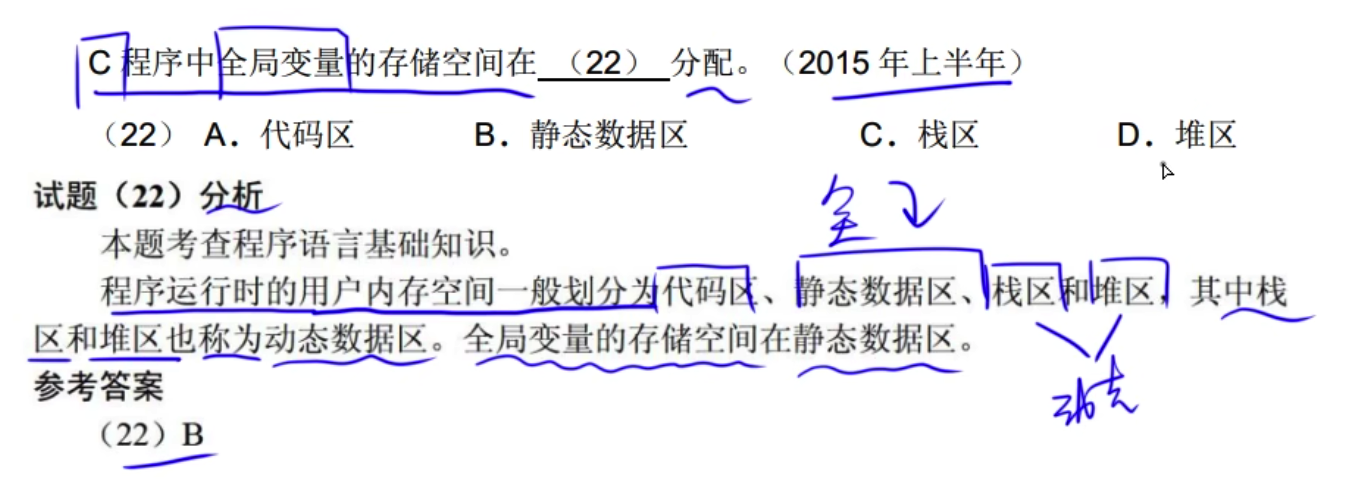 C程序中全局变量的存储空间在 （22） 分配。（2015 年上半年）
（22） A．代码区 B．静态数据区 C．栈区 D．堆区
试题（22）分析
全
本题考查程序语言基础知识。
程序运行时的用户内存空间一般划分为代码区、静态数据区、栈区和堆区，其中栈
区和堆区也称为动态数据区。全局变量的存储空间在静态数据区。
动态
参考答案
（22）B